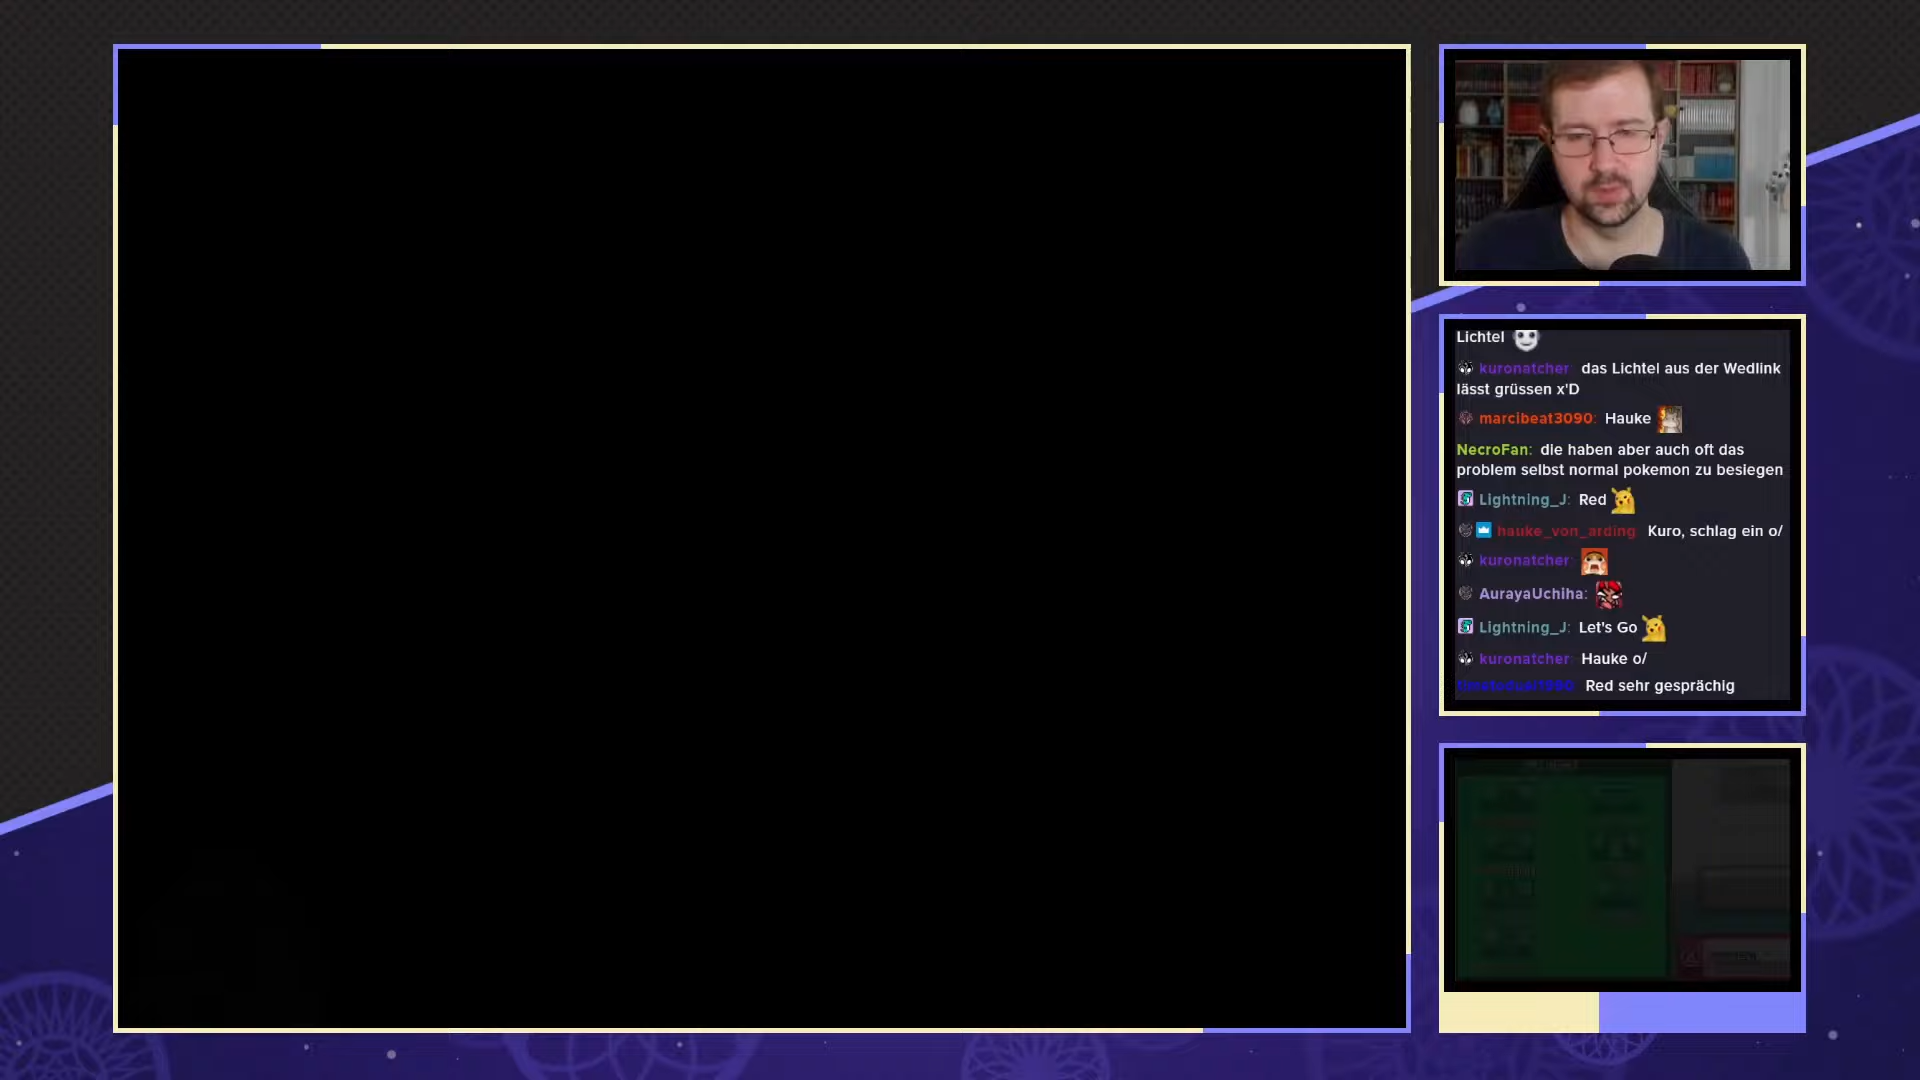 Lichtel
kuronatcher: das Lichtel aus der Wedlink
lässt grüssen x'D
marcibeat3090: Hauke
NecroFan: die haben aber auch oft das
problem selbst normal pokemon zu besiegen
Lightning_J: Red
hauke_von_arding: Kuro, schlag ein o/
kuronatcher:
AurayaUchiha:
Lightning_J: Let's Go
kuronatcher: Hauke o/
Red sehr gesprächig